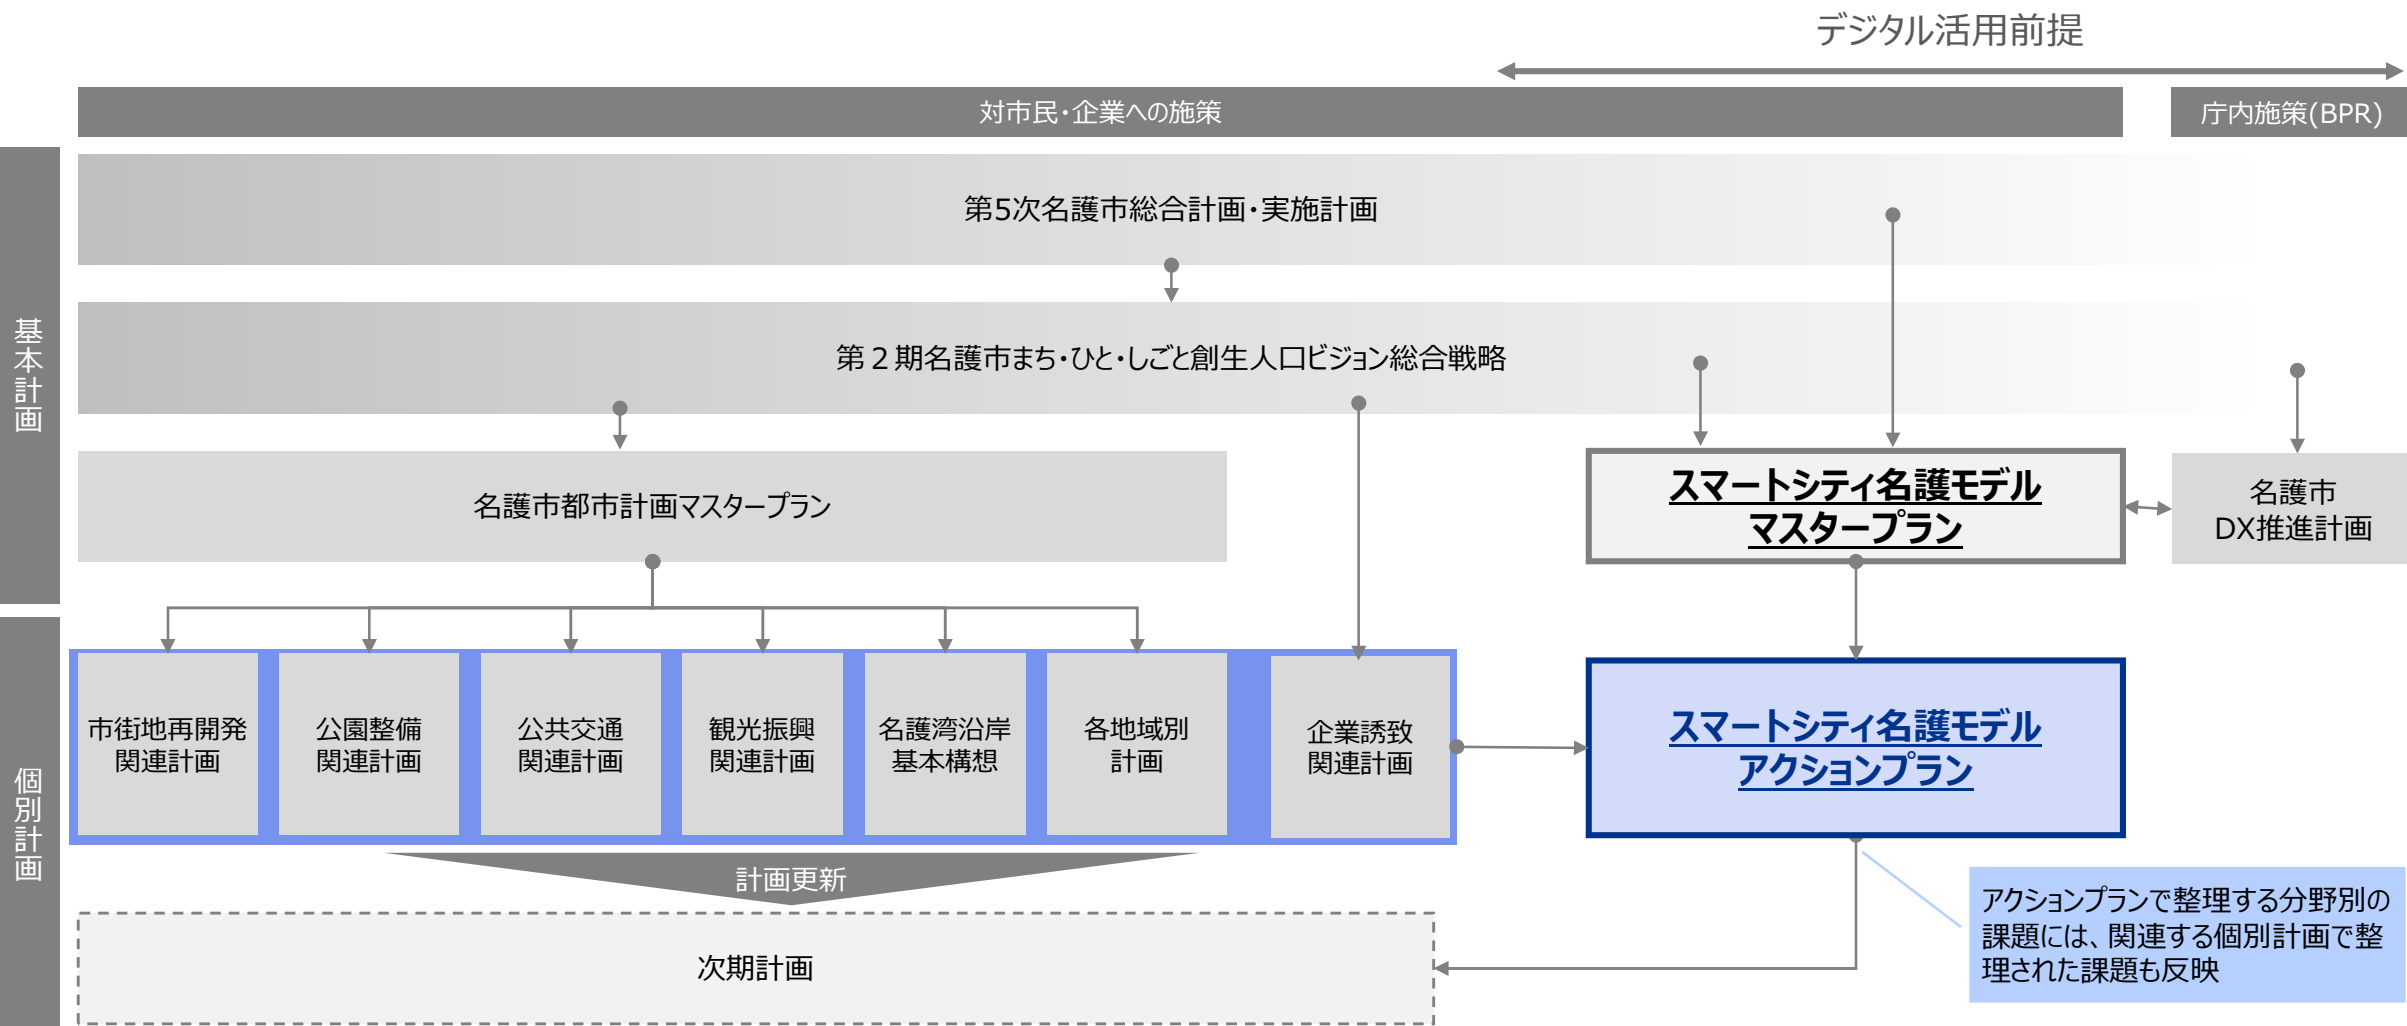 デジタル活用前提
対市民・企業への施策
庁内施策(BPR)
基本計画
第5次名護市総合計画・実施計画
第２期名護市まち・ひと・しごと創生人口ビジョン総合戦略
名護市都市計画マスタープラン
スマートシティ名護モデル
マスタープラン
名護市
DX推進計画
個別計画
市街地再開発
関連計画
公園整備
関連計画
公共交通
関連計画
観光振興
関連計画
名護湾沿岸
基本構想
各地域別
計画
企業誘致
関連計画
スマートシティ名護モデル
アクションプラン
計画更新
次期計画
アクションプランで整理する分野別の
課題には、関連する個別計画で整
理された課題も反映